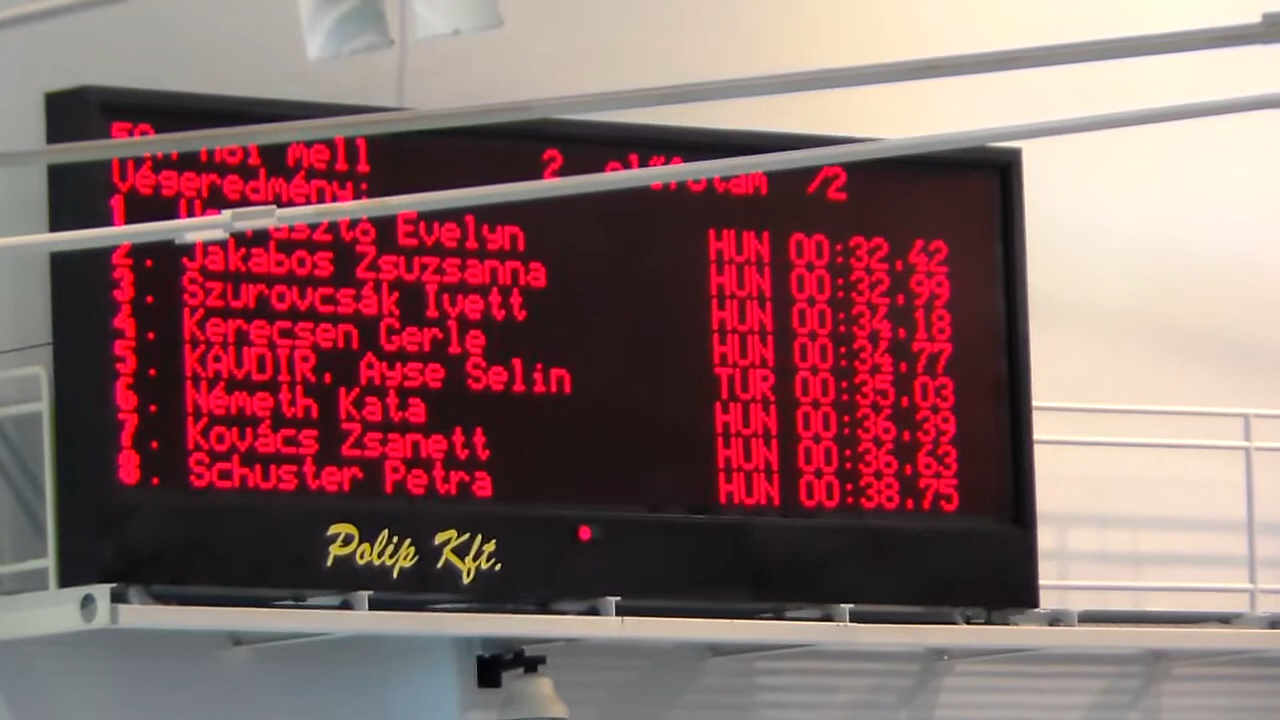 női mell
2. előfutam /2
Végeredmény:
1. Evelyn HUN 00:32.42
2. Jakabos Zsuzsanna HUN 00:32.99
3. Szurovcsák Ivett HUN 00:34.18
4. Kerecsen Gerle HUN 00:34.77
5. KAVDIR, Ayse Selin TUR 00:35.03
6. Németh Kata HUN 00:36.39
7. Kovács Zsanett HUN 00:36.63
8. Schuster Petra HUN 00:38.75
Polip Kft.